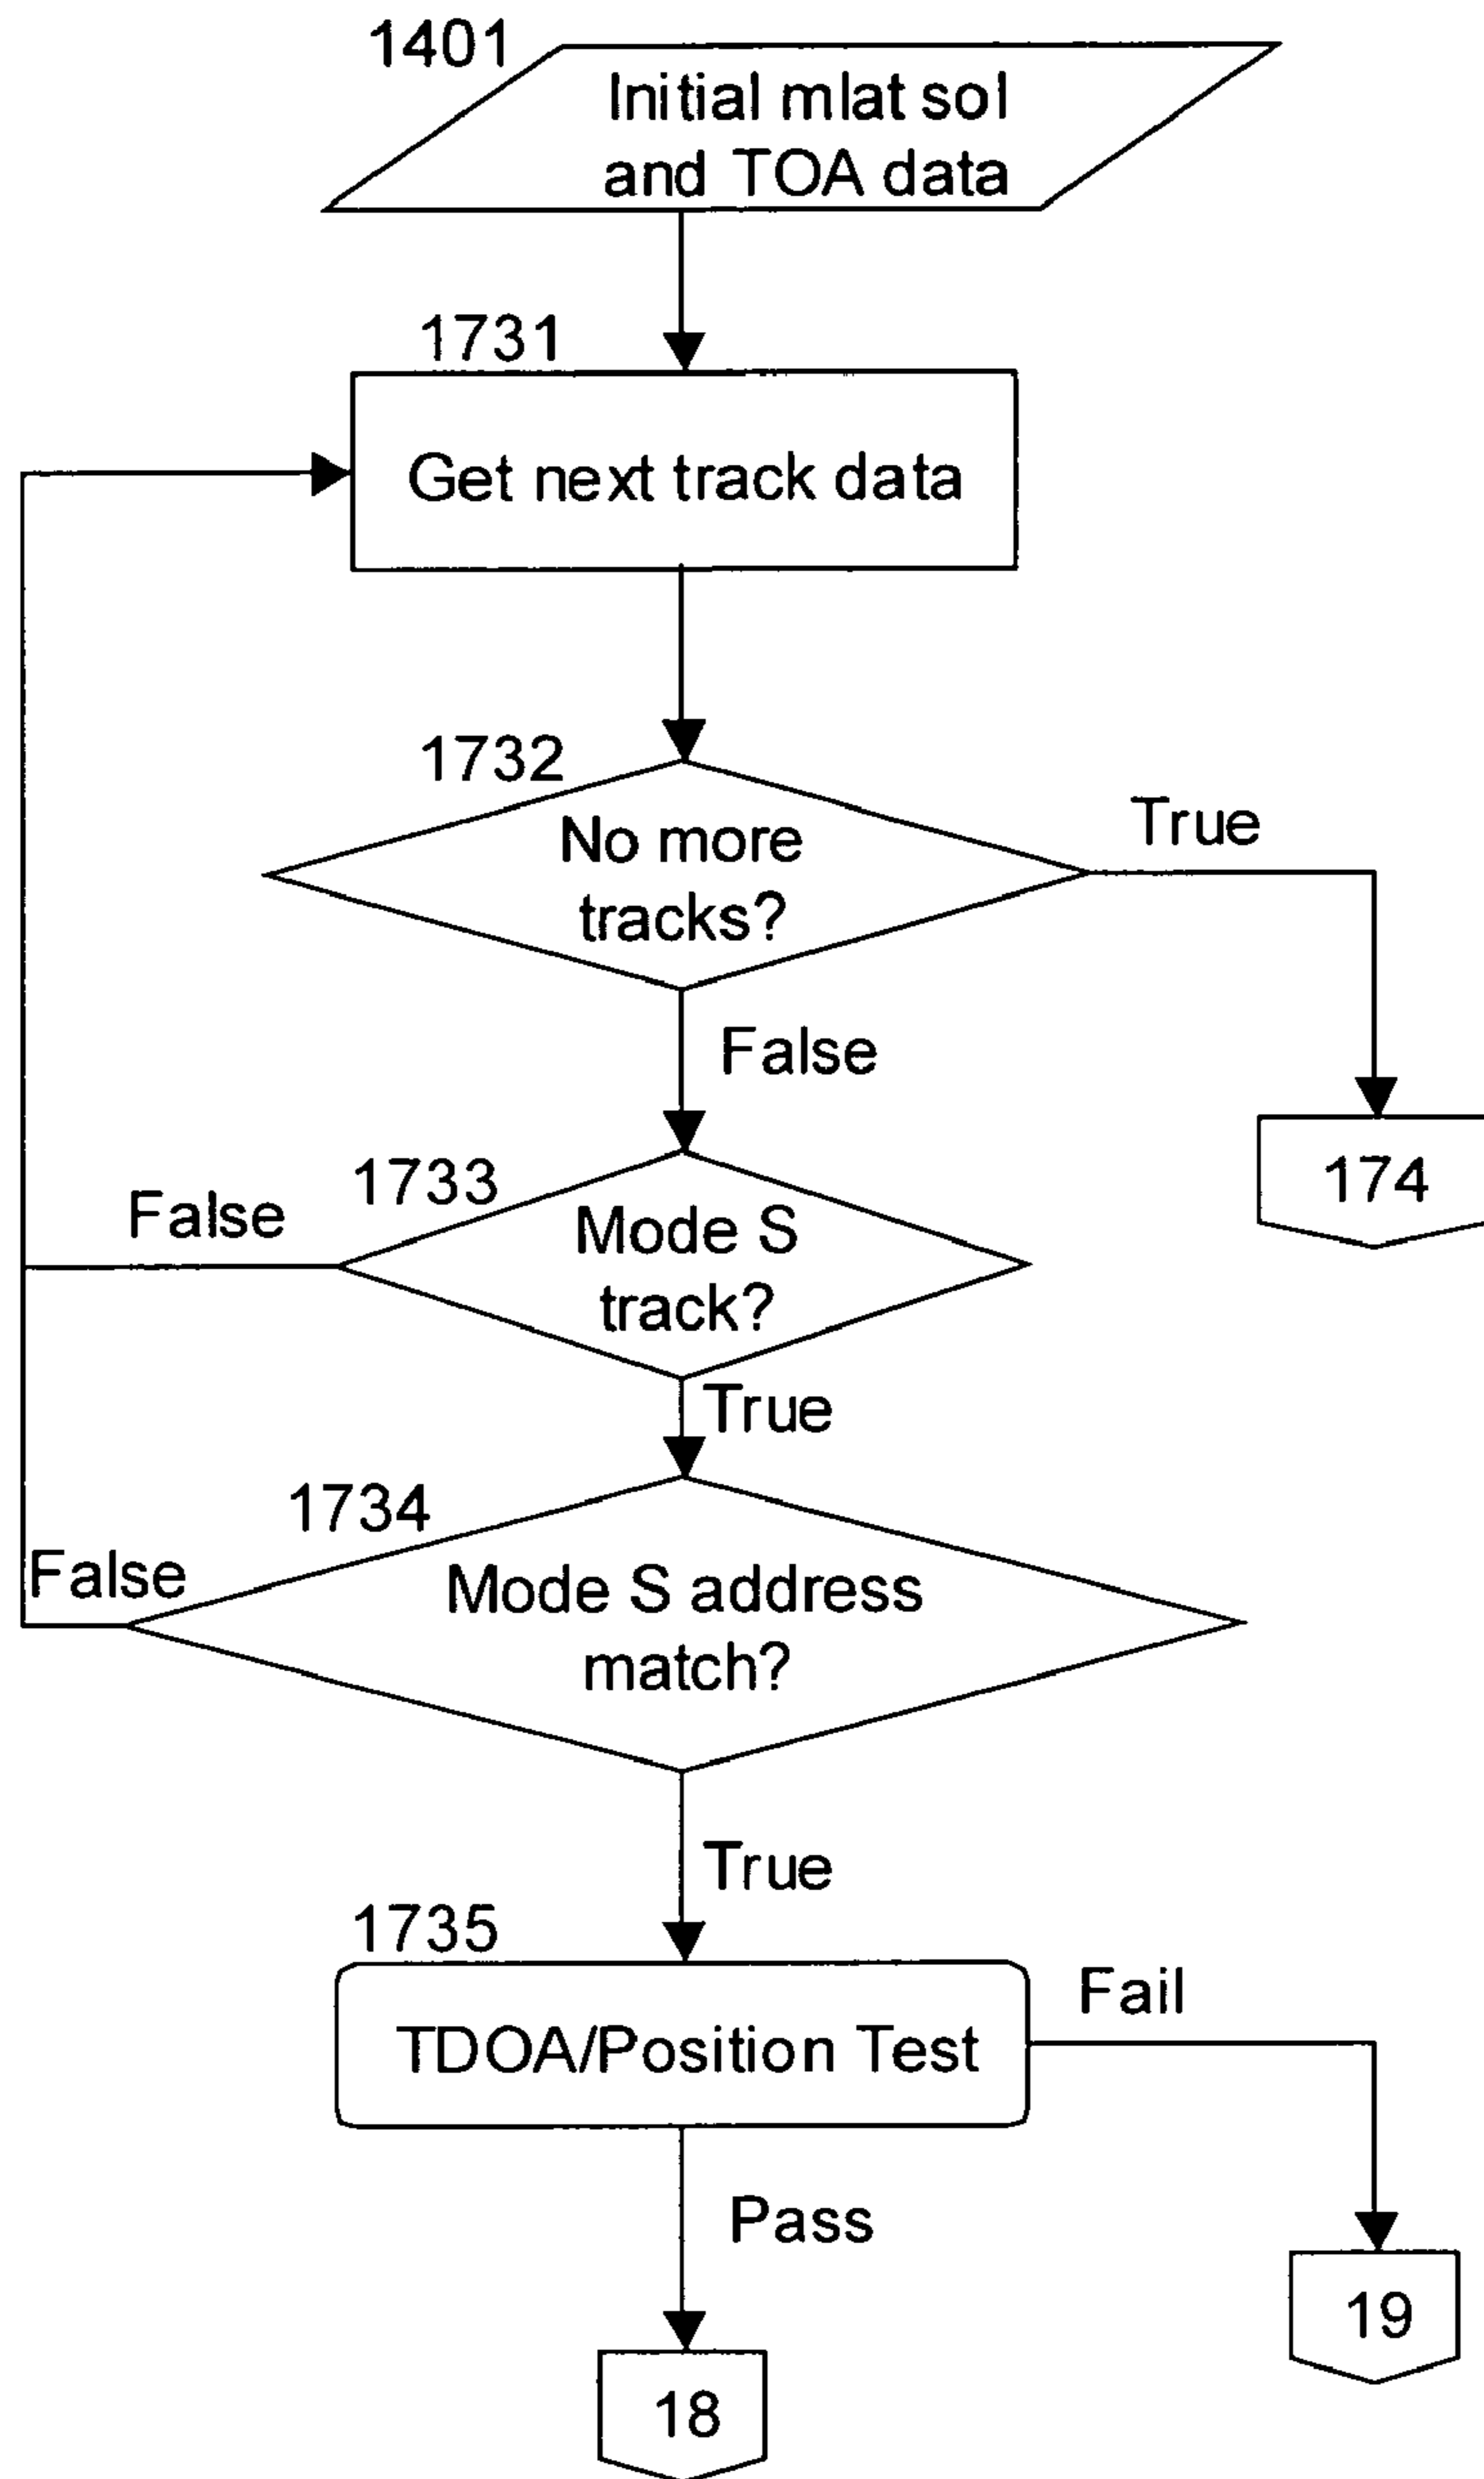 1401
Initial mlat sol
and TOA data
1731
Get next track data
1732
No more
tracks?
True
False
174
1733
False
Mode S
track?
True
1734
False
Mode S address
match?
True
1735
TDOA/Position Test
Fail
Pass
19
18